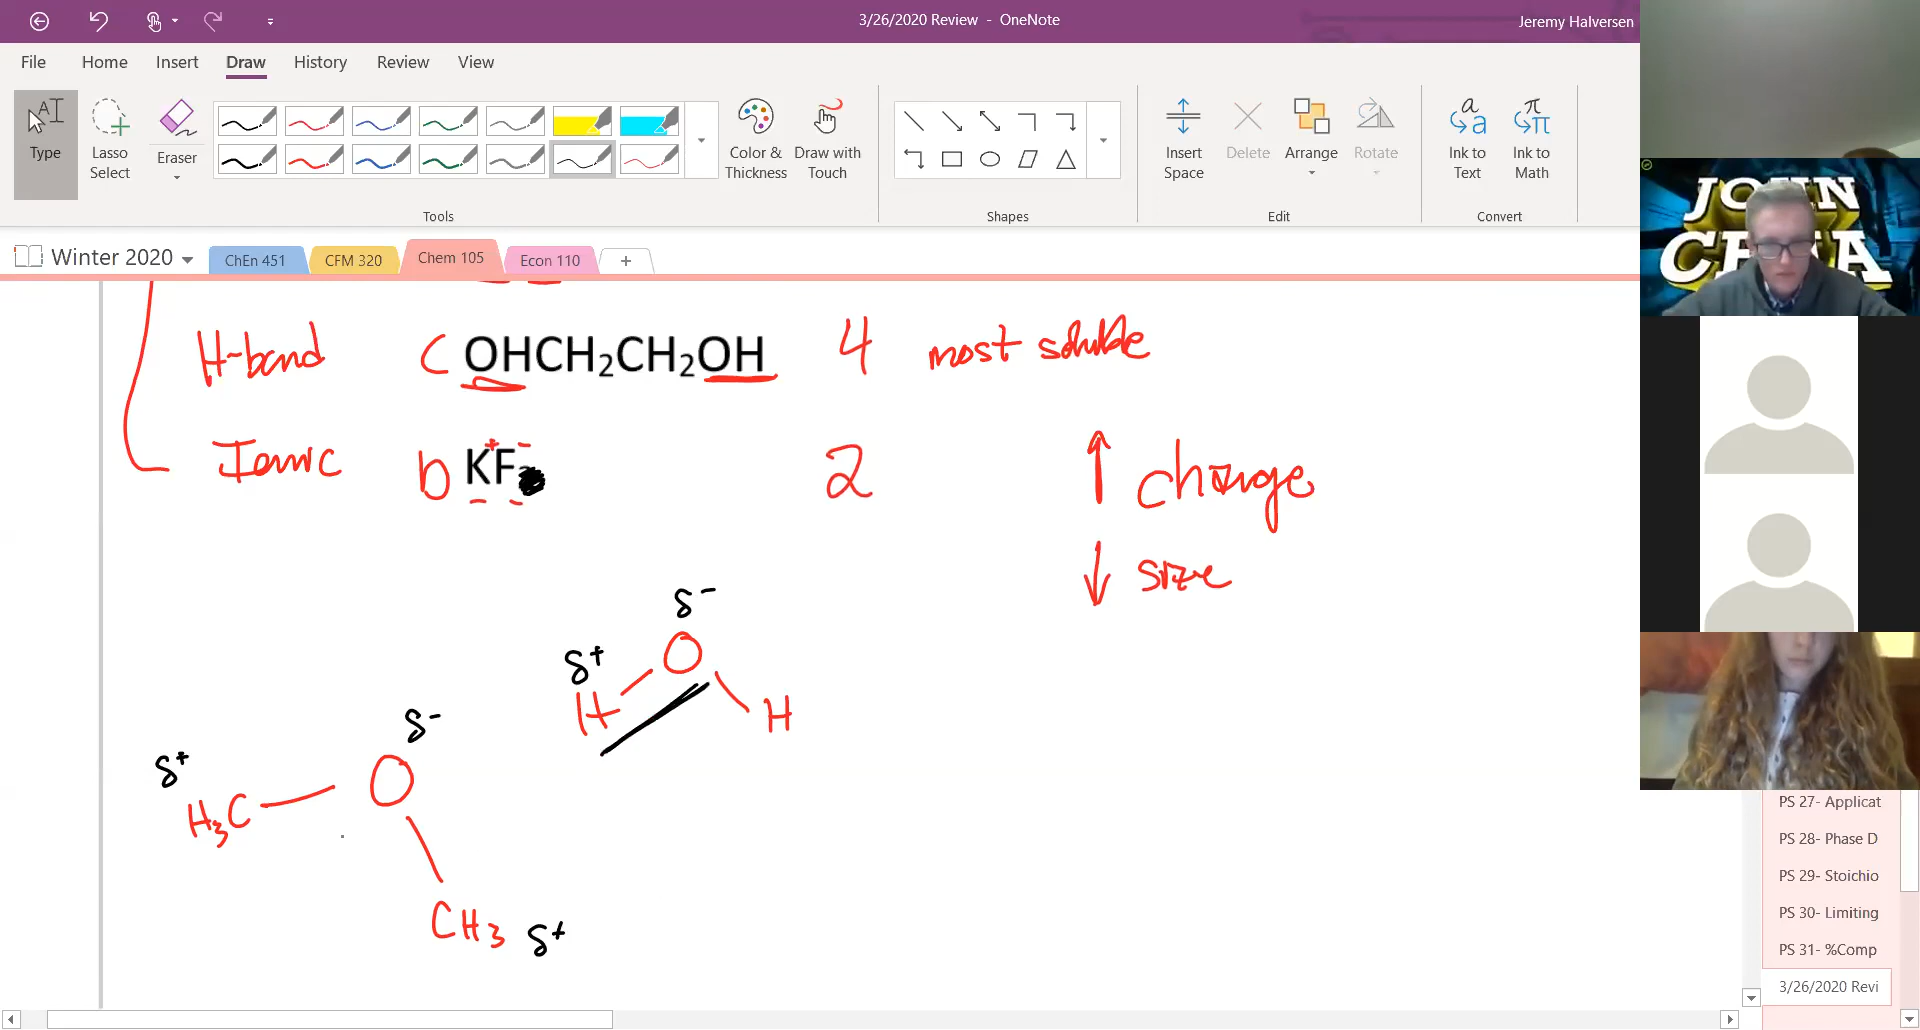 3/26/2020 Review - OneNote
Jeremy Halversen
File Home Insert Draw History Review View
Type
Lasso Select
Eraser
Color & Thickness
Draw with Touch
Insert Space
Delete
Arrange
Rotate
Ink to Text
Ink to Math
Tools
Shapes
Edit
Convert
Winter 2020
ChEn 451
CFM 320
Chem 105
Econ 110
+
JOHN
CENA
H-bond C OHCH₂CH₂OH 4 most soluble
Ionic b K⁺F⁻ 2 ↑ charge
↓ size
δ⁻
δ⁺ O
H H
δ⁻
δ⁺ O
H₃C
CH₃ δ⁺
PS 27- Applicat
PS 28- Phase D
PS 29- Stoichio
PS 30- Limiting
PS 31- %Comp
3/26/2020 Revi